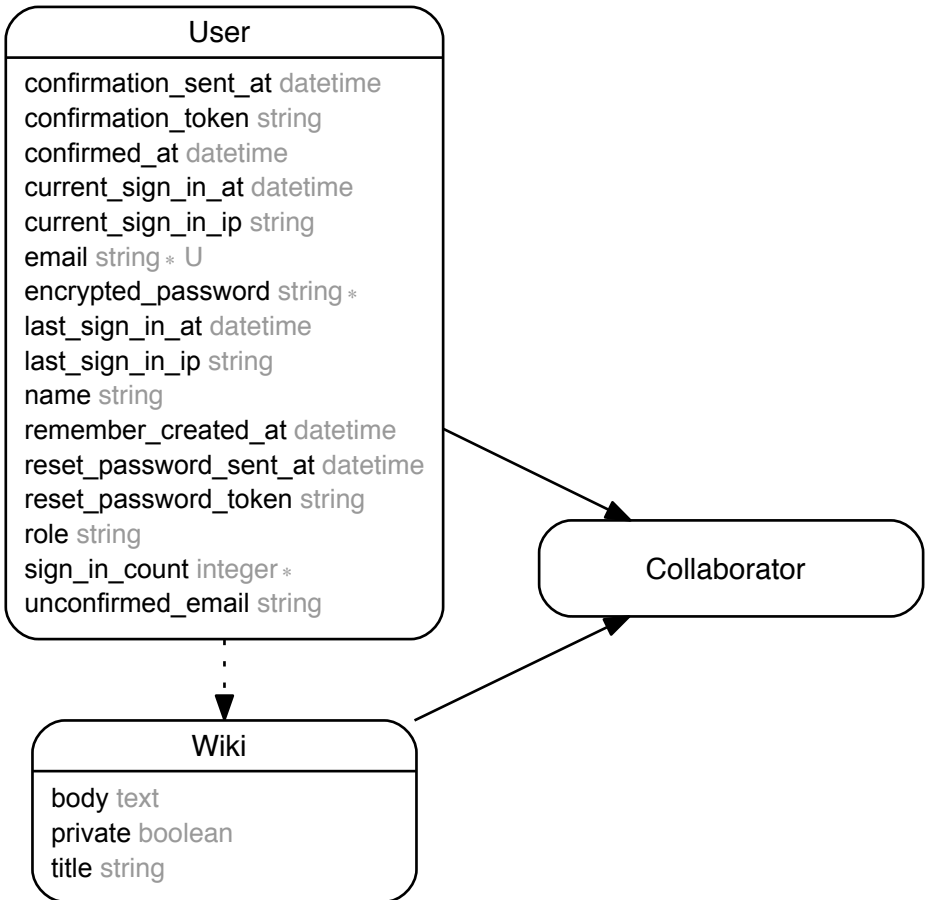 User
confirmation_sent_at datetime
confirmation_token string
confirmed_at datetime
current_sign_in_at datetime
current_sign_in_ip string
email string ∗ U
encrypted_password string ∗
last_sign_in_at datetime
last_sign_in_ip string
name string
remember_created_at datetime
reset_password_sent_at datetime
reset_password_token string
role string
sign_in_count integer ∗
unconfirmed_email string
Collaborator
Wiki
body text
private boolean
title string